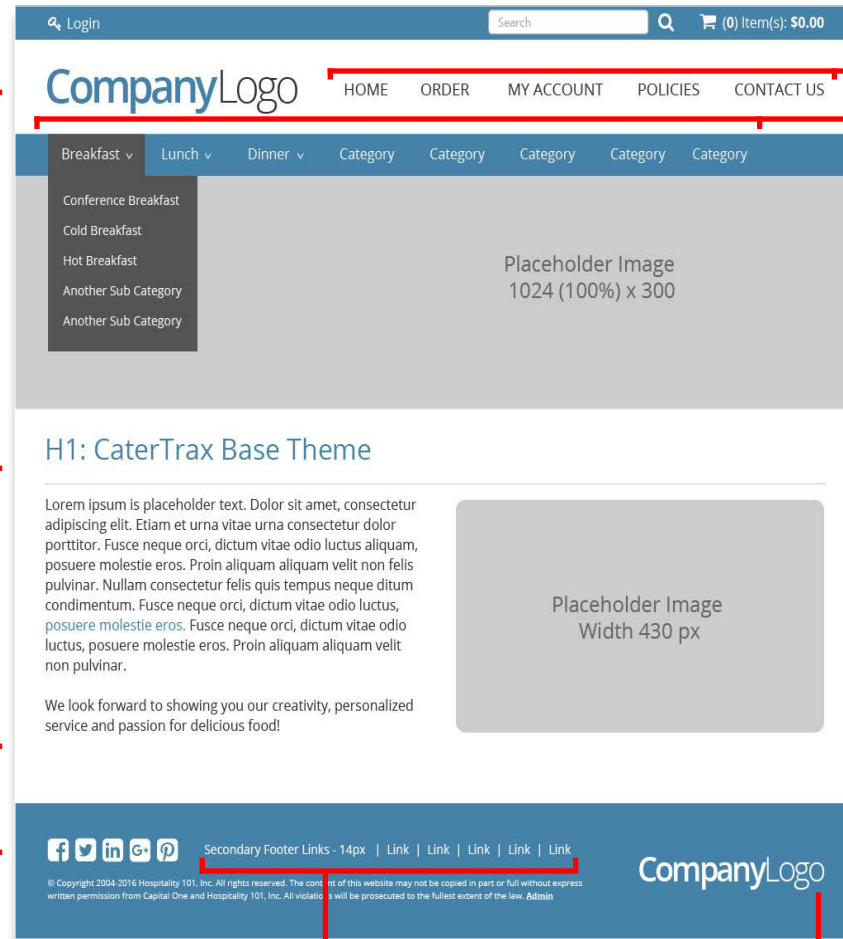 Login
Search
(0) Item(s): $0.00
CompanyLogo
HOME ORDER MY ACCOUNT POLICIES CONTACT US
Breakfast v Lunch v Dinner v Category Category Category Category Category
Conference Breakfast
Cold Breakfast
Hot Breakfast
Another Sub Category
Another Sub Category
Placeholder Image
1024 (100%) x 300
H1: CaterTrax Base Theme
Lorem ipsum is placeholder text. Dolor sit amet, consectetur
adipiscing elit. Etiam et urna vitae urna consectetur dolor
porttitor. Fusce neque orci, dictum vitae odio luctus aliquam,
posuere molestie eros. Proin aliquam aliquam velit non felis
pulvinar. Nullam consectetur felis quis tempus neque ditum
condimentum. Fusce neque orci, dictum vitae odio luctus,
posuere molestie eros. Fusce neque orci, dictum vitae odio
luctus, posuere molestie eros. Proin aliquam aliquam velit
non pulvinar.
We look forward to showing you our creativity, personalized
service and passion for delicious food!
Placeholder Image
Width 430 px
Secondary Footer Links - 14px | Link | Link | Link | Link | Link
© Copyright 2004-2016 Hospitality 101, Inc. All rights reserved. The content of this website may not be copied in part or full without express
written permission from Capital One and Hospitality 101, Inc. All violations will be prosecuted to the fullest extent of the law. Admin
CompanyLogo